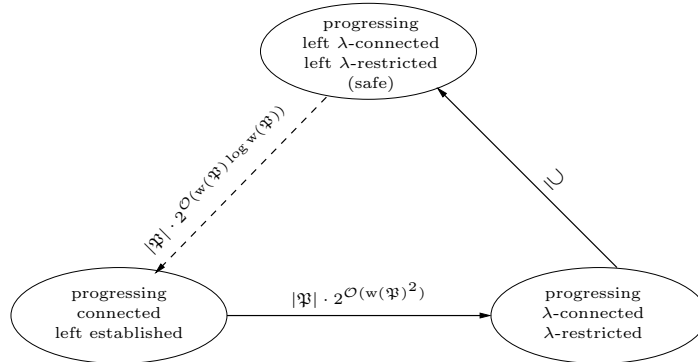 progressing
left λ-connected
left λ-restricted
(safe)
|𝔓| · 2^{𝒪(w(𝔓) log w(𝔓))}
⊆
progressing
connected
left established
|𝔓| · 2^{𝒪(w(𝔓)^2)}
progressing
λ-connected
λ-restricted